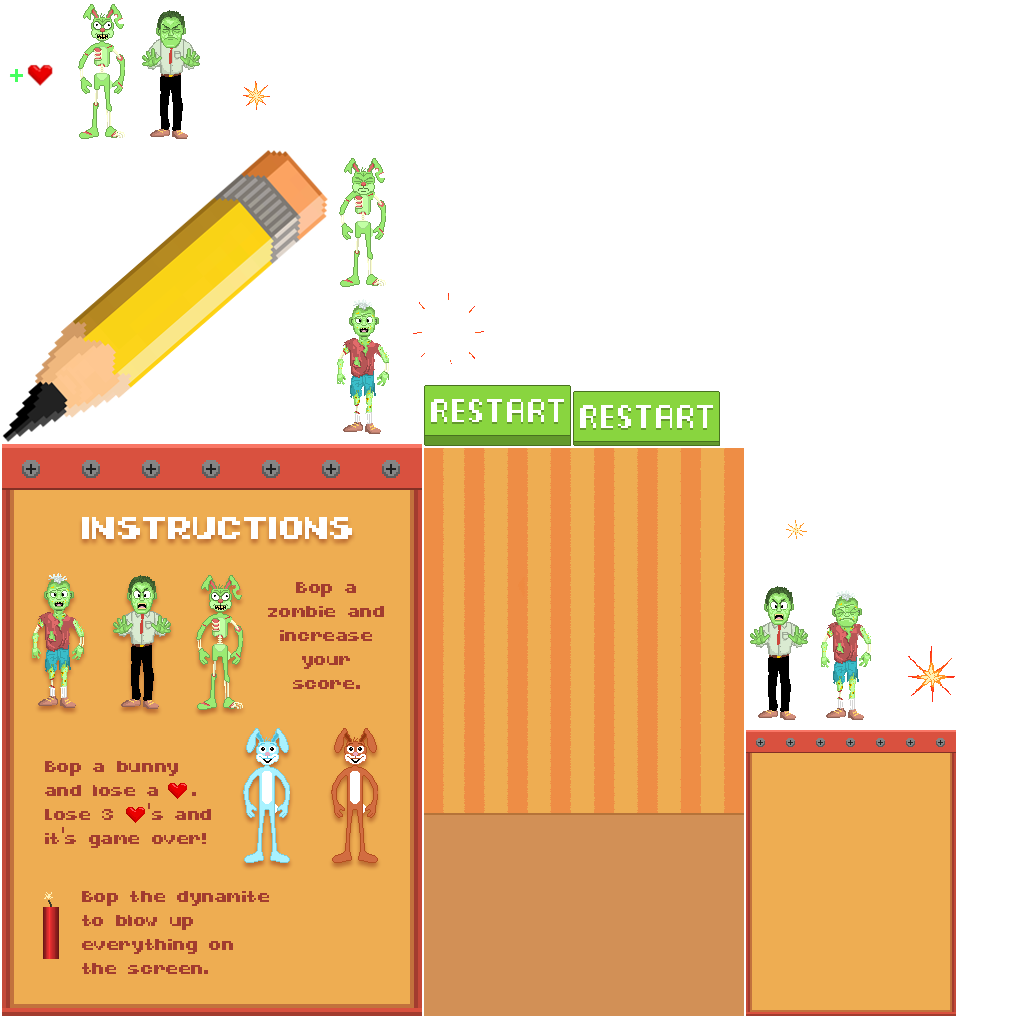 RESTART
RESTART
INSTRUCTIONS
Bop a
zombie and
increase
your
score.
Bop a bunny
and lose a ❤.
Lose 3 ❤'s and
it's game over!
Bop the dynamite
to blow up
everything on
the screen.